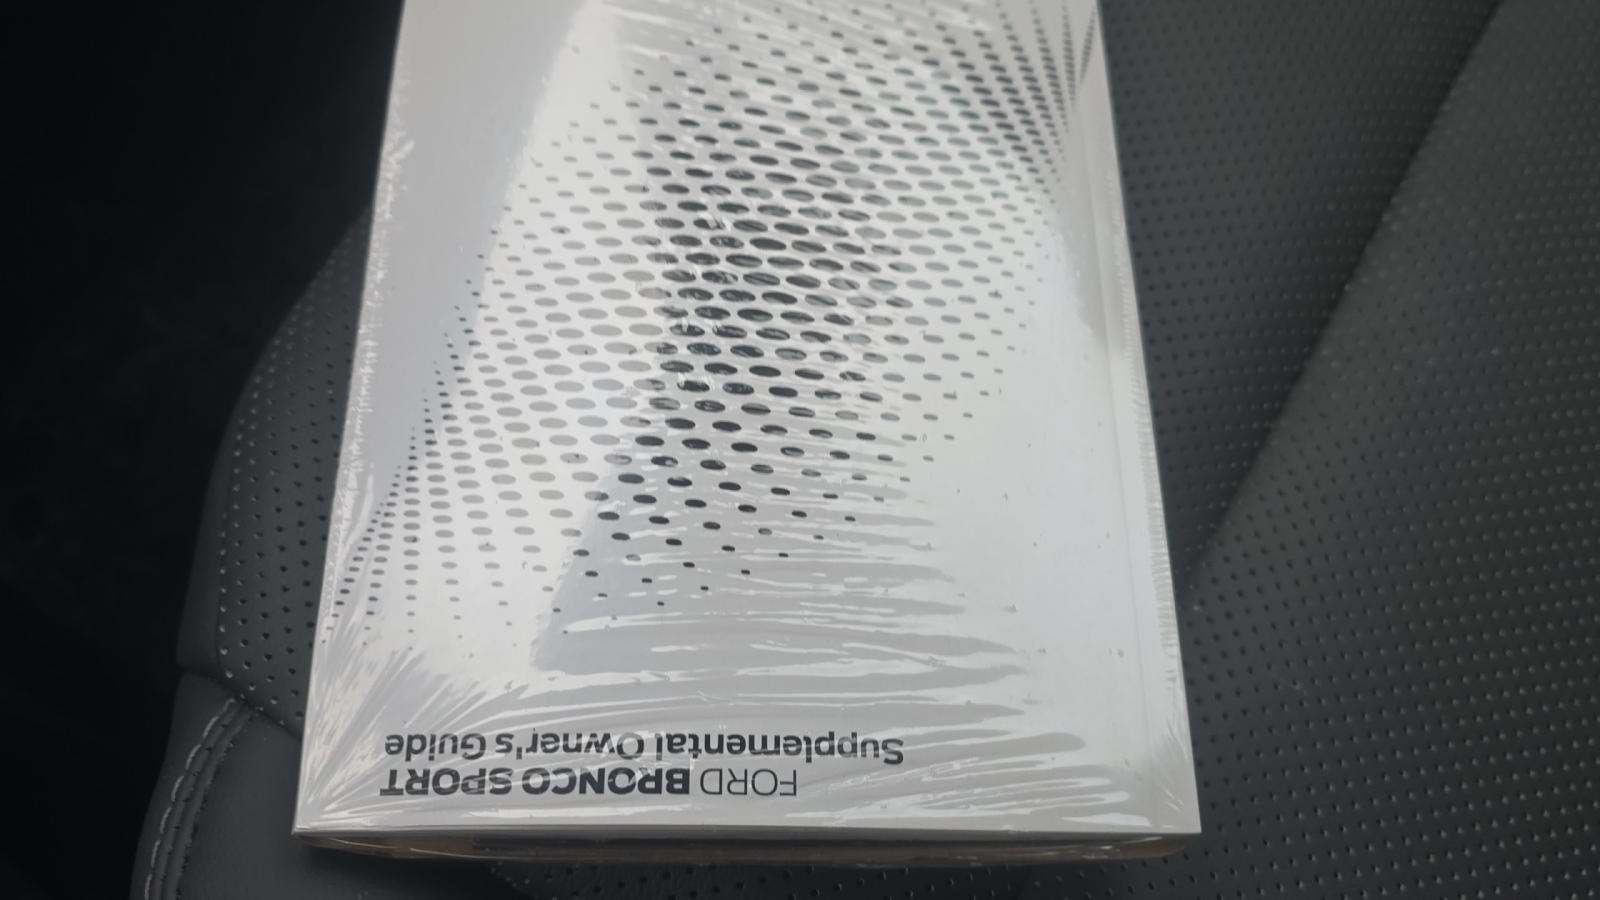 FORD BRONCO SPORT
Supplemental Owner's Guide